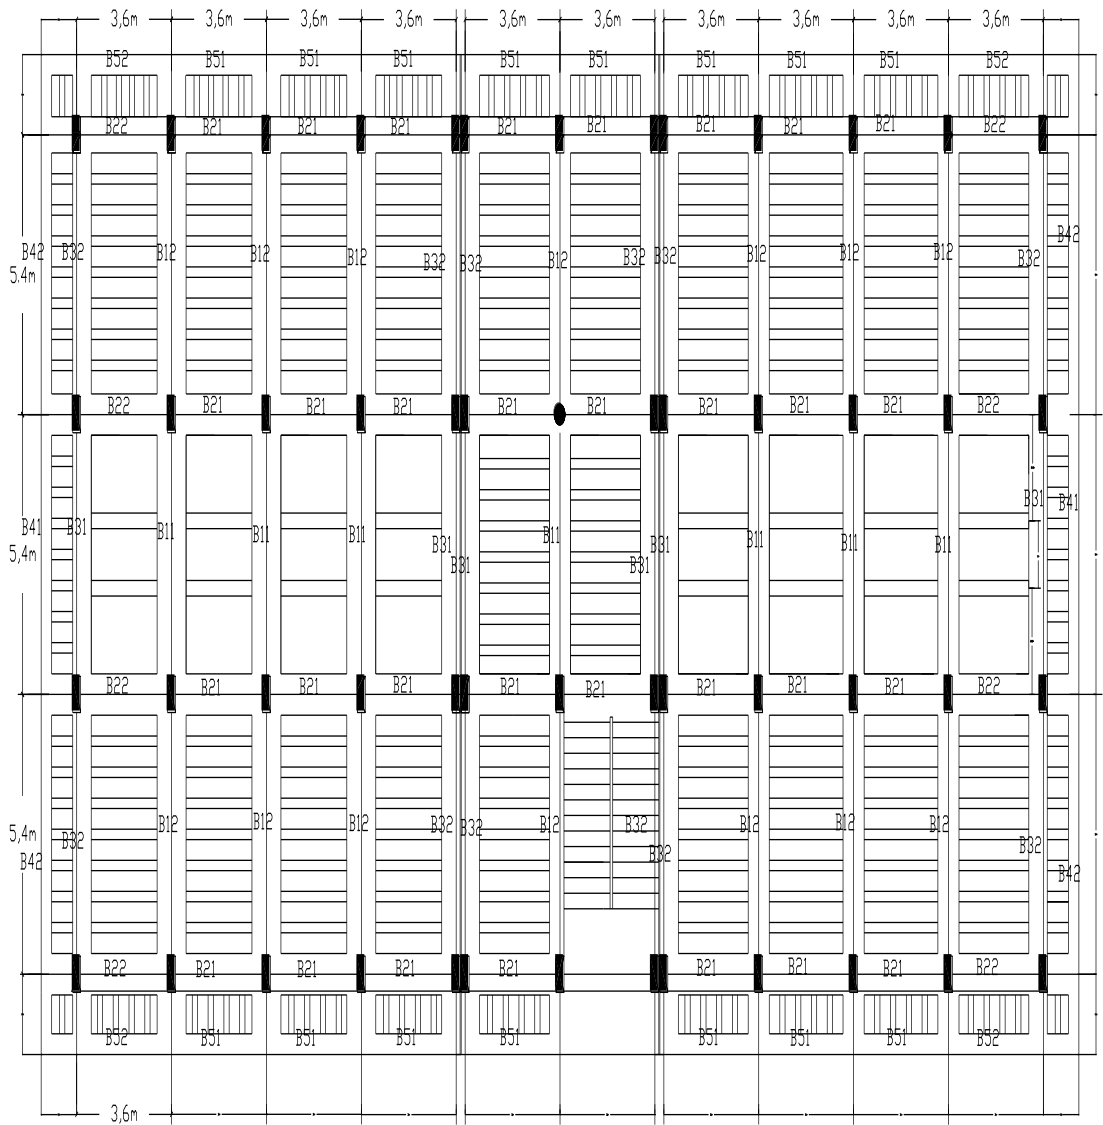 3,6m 3,6m 3,6m 3,6m 3,6m 3,6m 3,6m 3,6m 3,6m 3,6m
B52 B51 B51 B51 B51 B51 B51 B51 B51 B52
B22 B21 B21 B21 B21 B21 B21 B21 B21 B22
B42 B32 B12 B12 B12 B32 B32 B12 B32 B32 B12 B12 B12 B32 B42
5.4m
B22 B21 B21 B21 B21 B21 B21 B21 B21 B22
B41 B31 B11 B11 B11 B31 B31 B11 B31 B31 B11 B11 B11 B31 B41
5,4m
B22 B21 B21 B21 B21 B21 B21 B21 B21 B22
5,4m B32 B12 B12 B12 B32 B32 B12 B32 B32 B12 B12 B12 B32
B42 B42
B22 B21 B21 B21 B21 B21 B21 B21 B22
B52 B51 B51 B51 B51 B51 B51 B51 B52
3,6m